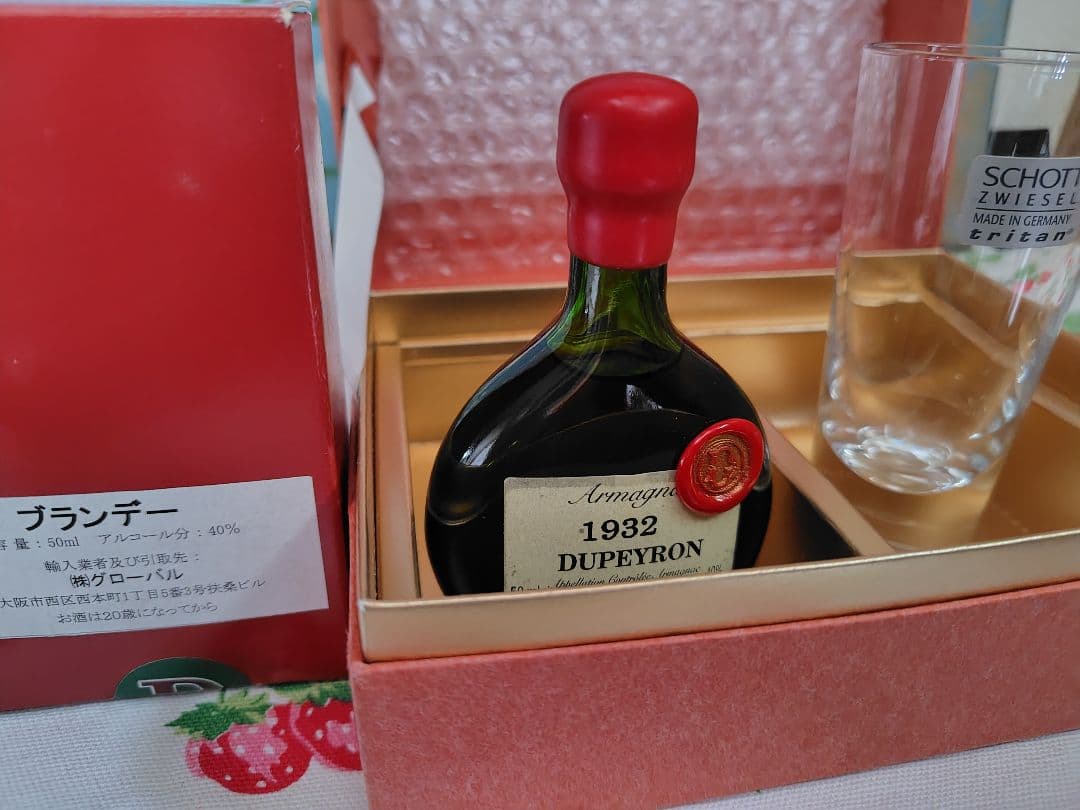 ブランデー
容量：50ml アルコール分：40%
輸入業者及び引取先：
㈱グローバル
大阪市西区西本町1丁目5番3号扶桑ビル
お酒は20歳になってから
Armagna
1932
DUPEYRON
Appellation Contrôlée Armagnac 40%
SCHOTT
ZWIESEL
MADE IN GERMANY
tritan